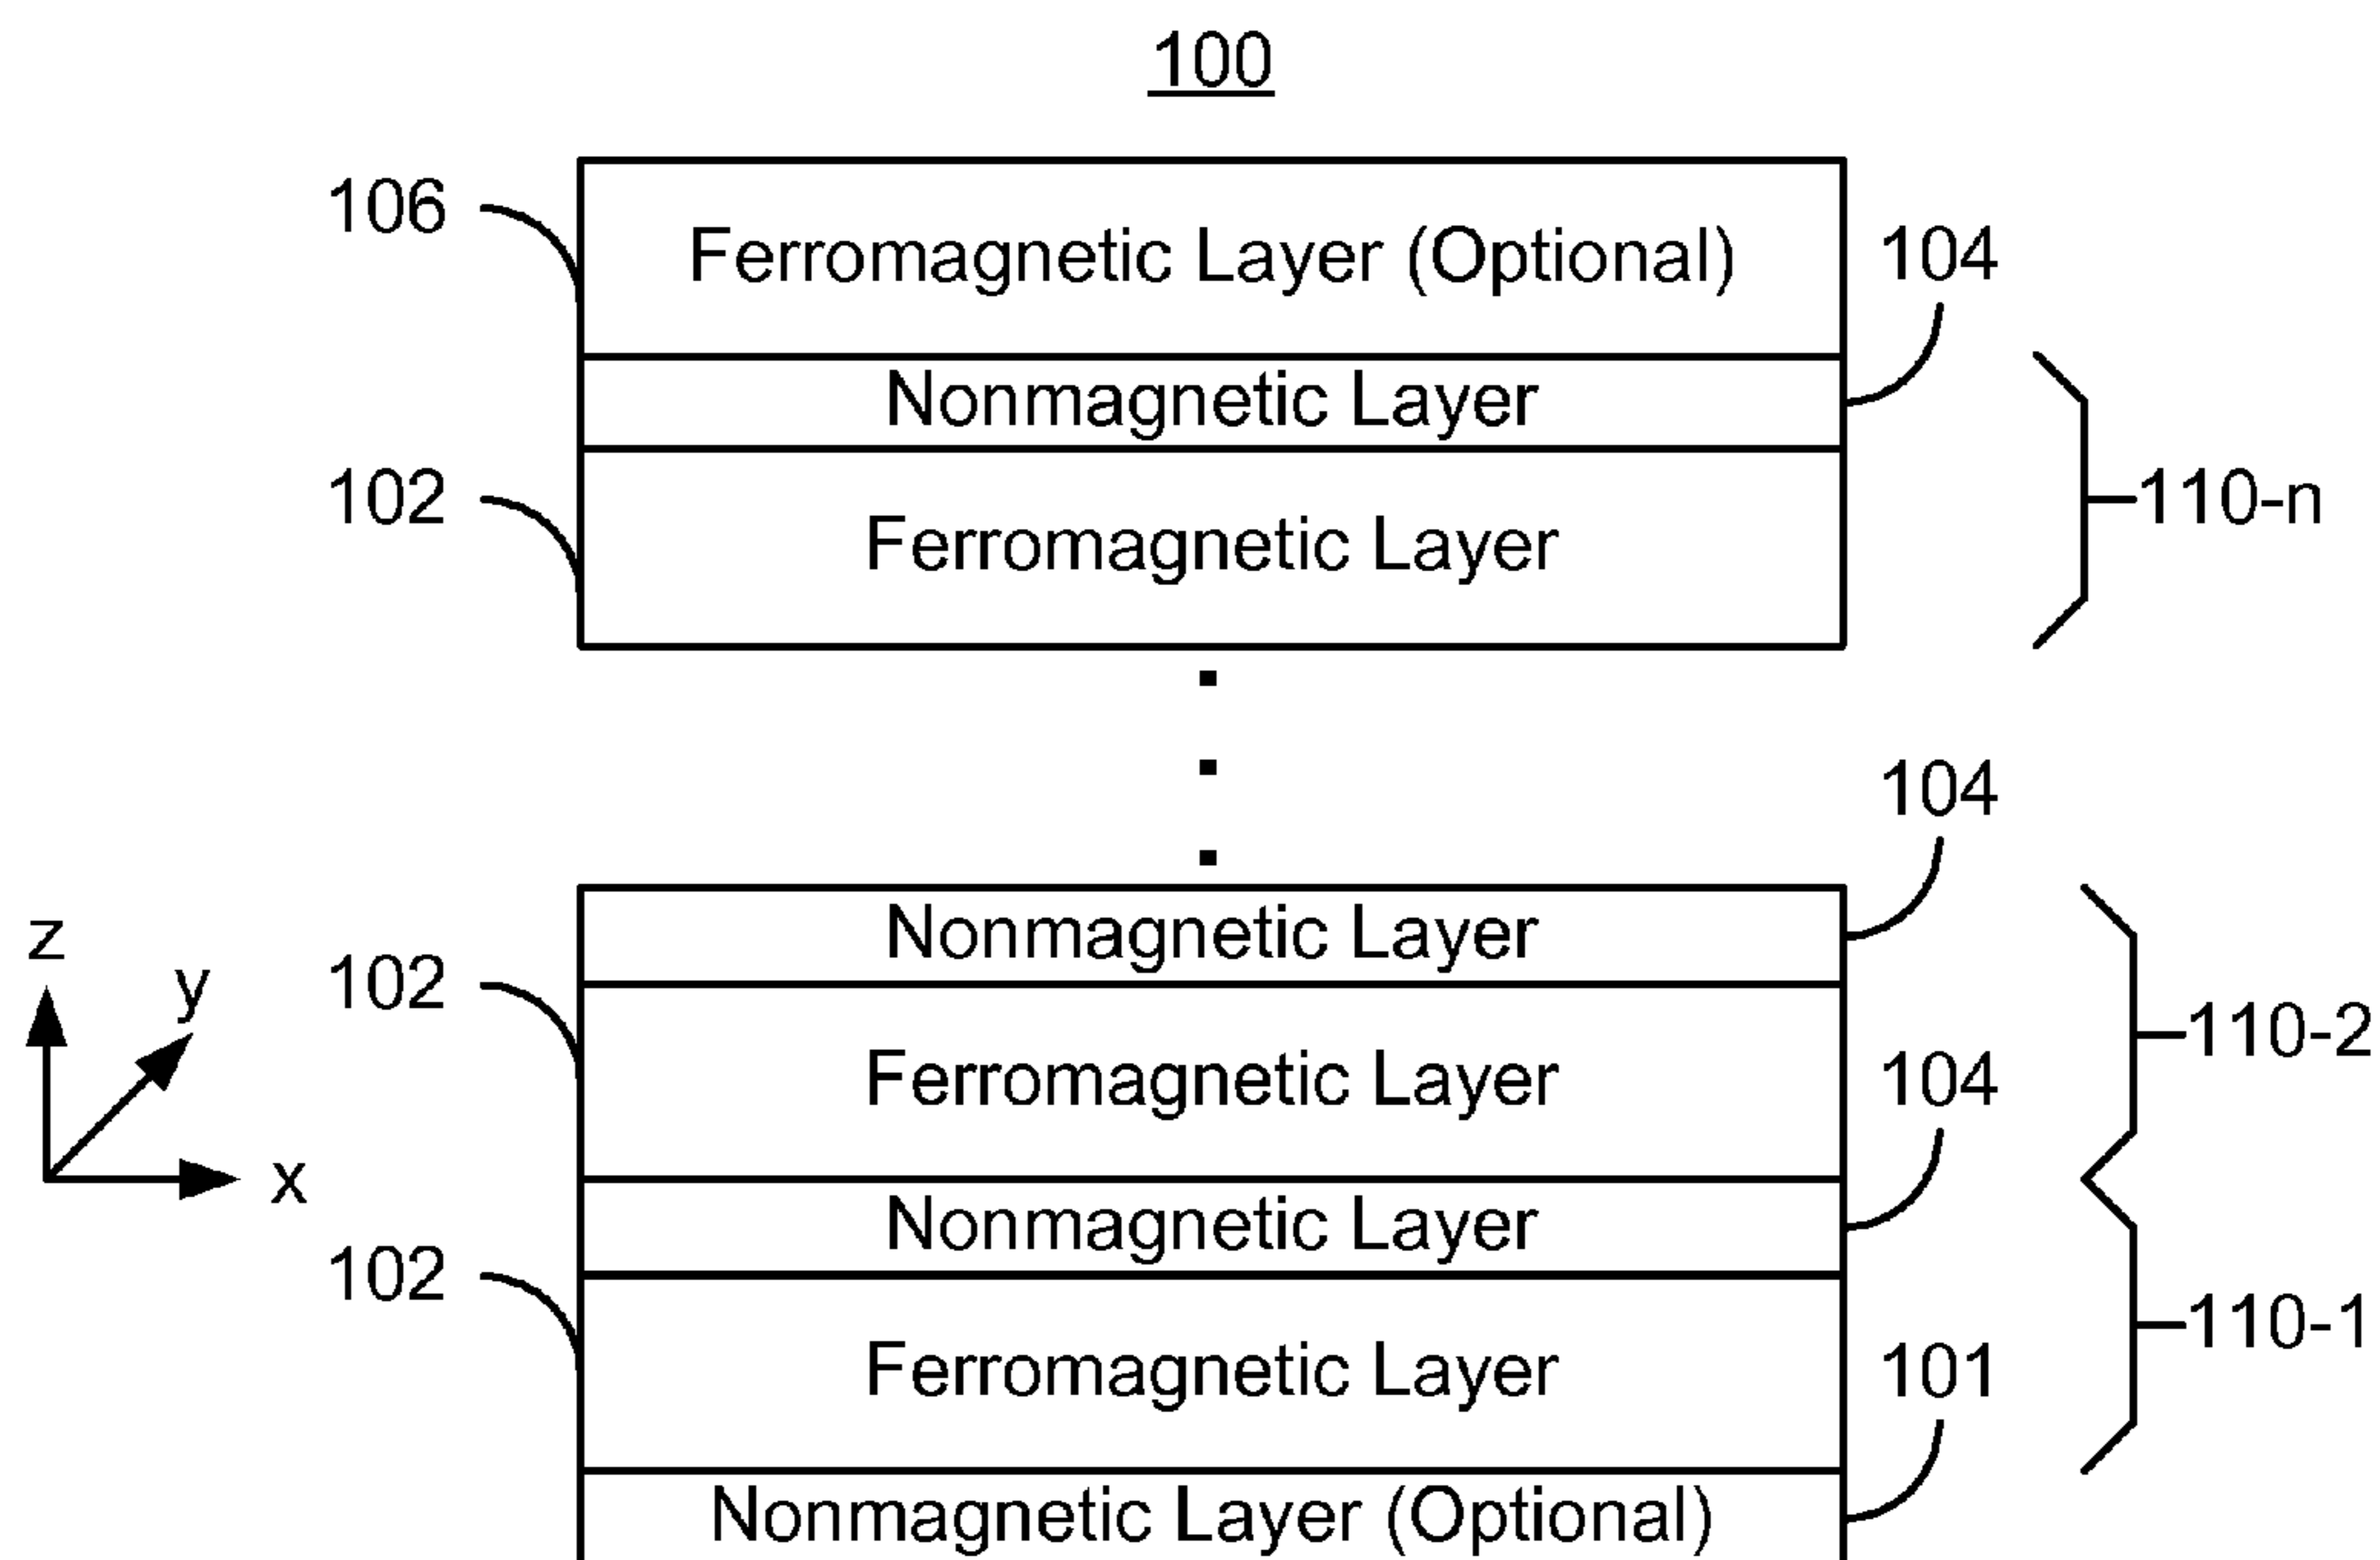 100
106
Ferromagnetic Layer (Optional)
104
Nonmagnetic Layer
102
110-n
Ferromagnetic Layer
104
Nonmagnetic Layer
z
y
102
110-2
Ferromagnetic Layer
104
x
Nonmagnetic Layer
102
110-1
Ferromagnetic Layer
101
Nonmagnetic Layer (Optional)